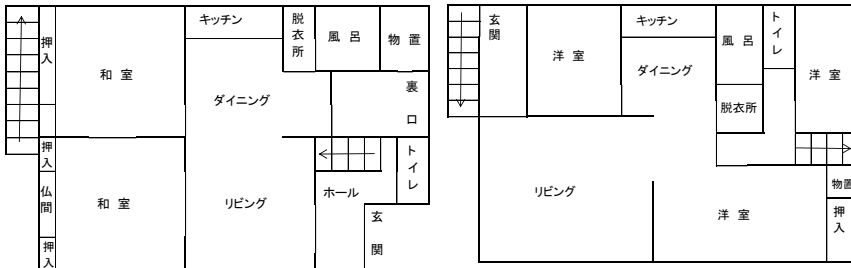 押入
和室
キッチン
脱衣所
風呂
物置
ダイニング
裏口
押入
仏間
押入
和室
リビング
ホール
トイレ
玄関
玄関
洋室
キッチン
ダイニング
風呂
トイレ
洋室
脱衣所
リビング
洋室
物置
押入